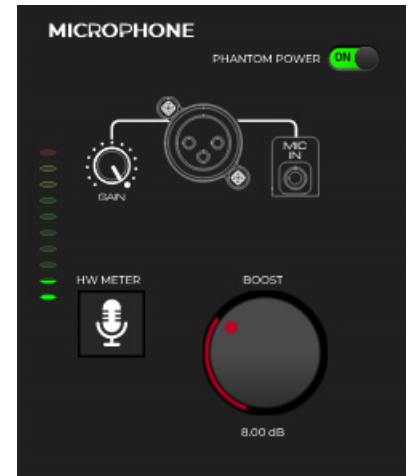 MICROPHONE
PHANTOM POWER ON
MIC
IN
GAIN
HW METER
BOOST
8.00 dB